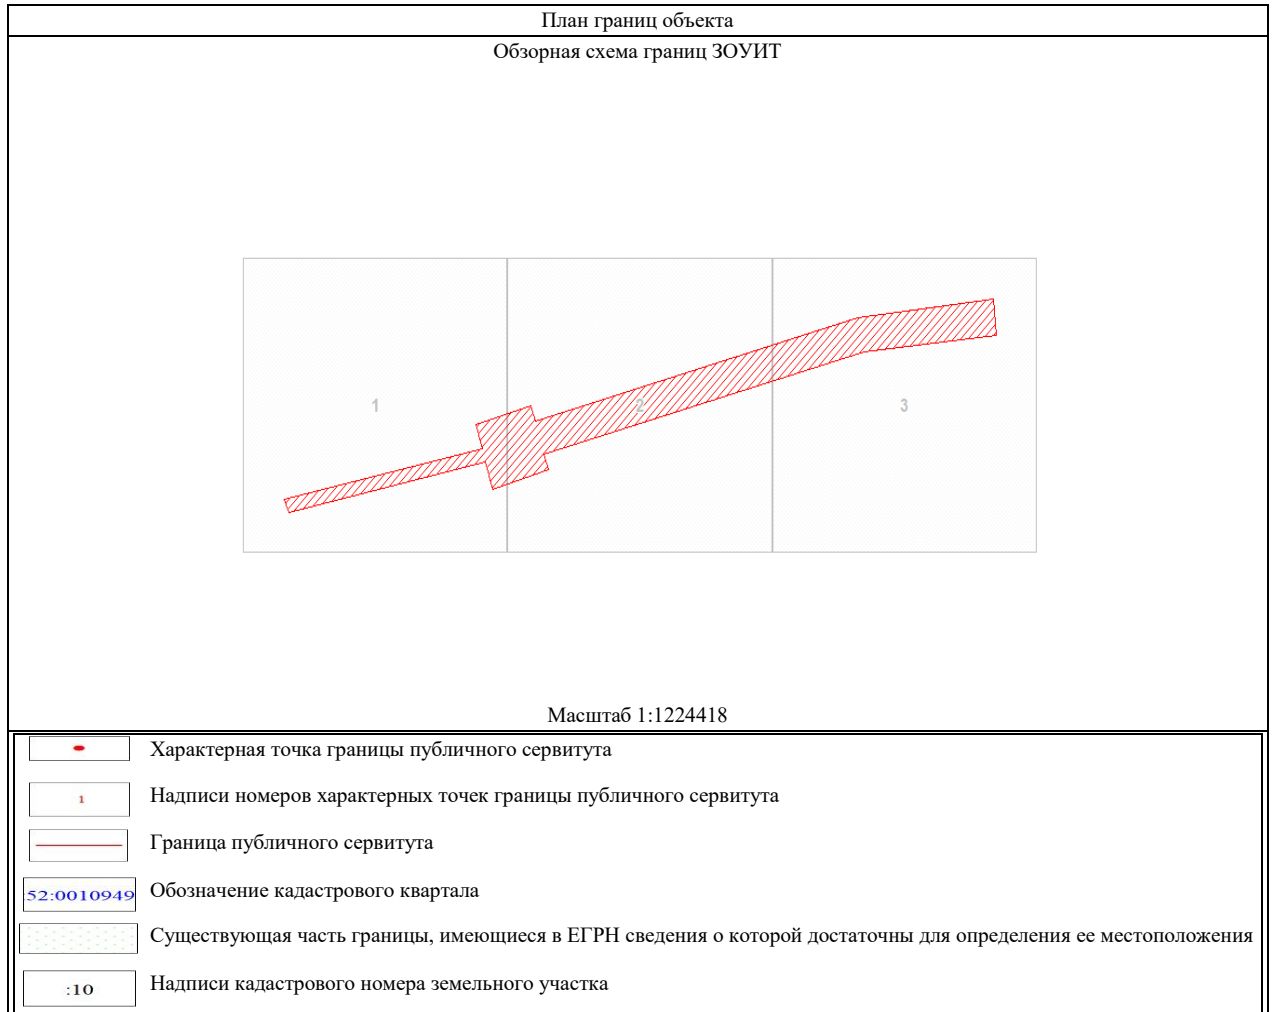 План границ объекта
Обзорная схема границ ЗОУИТ
1
2
3
Масштаб 1:1224418
Характерная точка границы публичного сервитута
1 Надписи номеров характерных точек границы публичного сервитута
Граница публичного сервитута
52:0010949 Обозначение кадастрового квартала
Существующая часть границы, имеющиеся в ЕГРН сведения о которой достаточны для определения ее местоположения
:10 Надписи кадастрового номера земельного участка